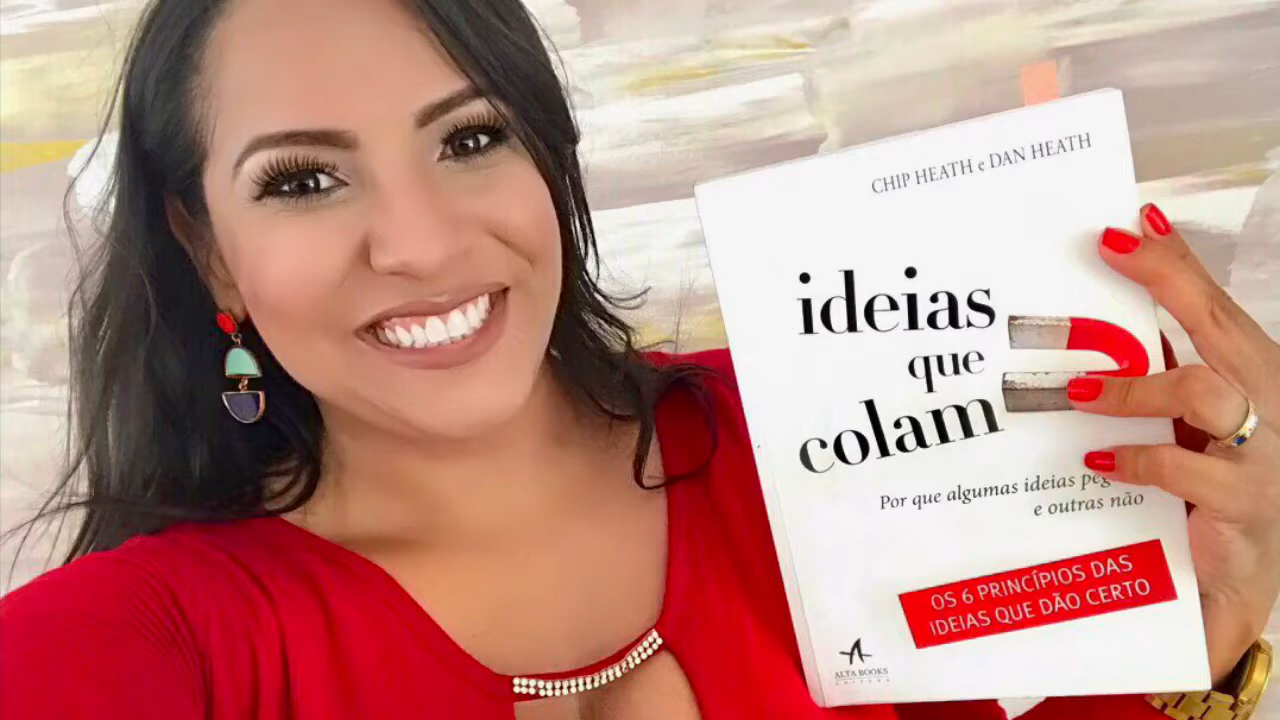 CHIP HEATH e DAN HEATH
ideias
que
colam
Por que algumas ideias
e outras não
OS 6 PRINCÍPIOS DAS
IDEIAS QUE DÃO CERTO
ALTA BOOKS
EDITORA